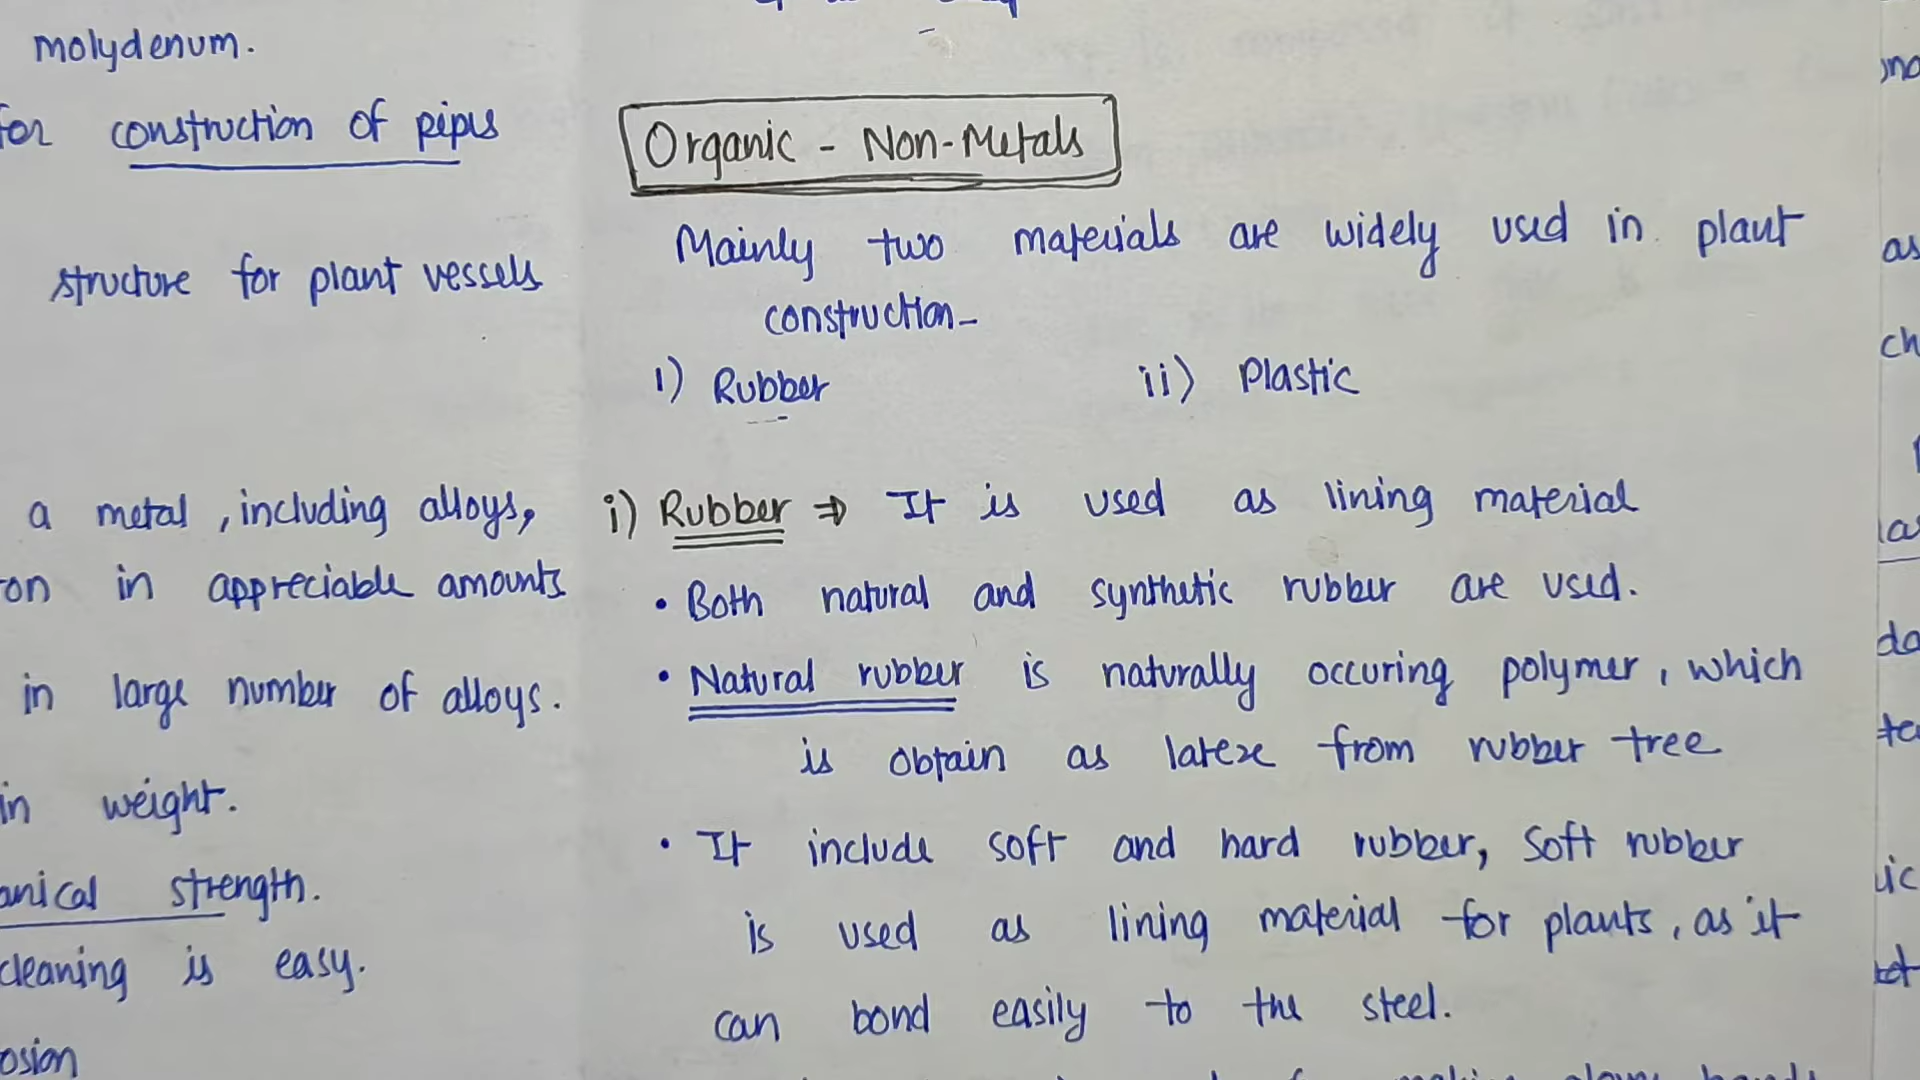 molydenum.
for construction of pipes
structure for plant vessels
a metal, including alloys,
on in appreciable amounts
in large number of alloys.
in weight.
anical strength.
cleaning is easy.
osion
Organic - Non-Metals
Mainly two materials are widely used in plant
construction-
i) Rubber ii) Plastic
i) Rubber ⇒ It is used as lining material
• Both natural and synthetic rubber are used.
• Natural rubber is naturally occuring polymer, which
is obtain as latex from rubber tree
• It include soft and hard rubber, Soft rubber
is used as lining material for plants, as it
can bond easily to the steel.
as
ch